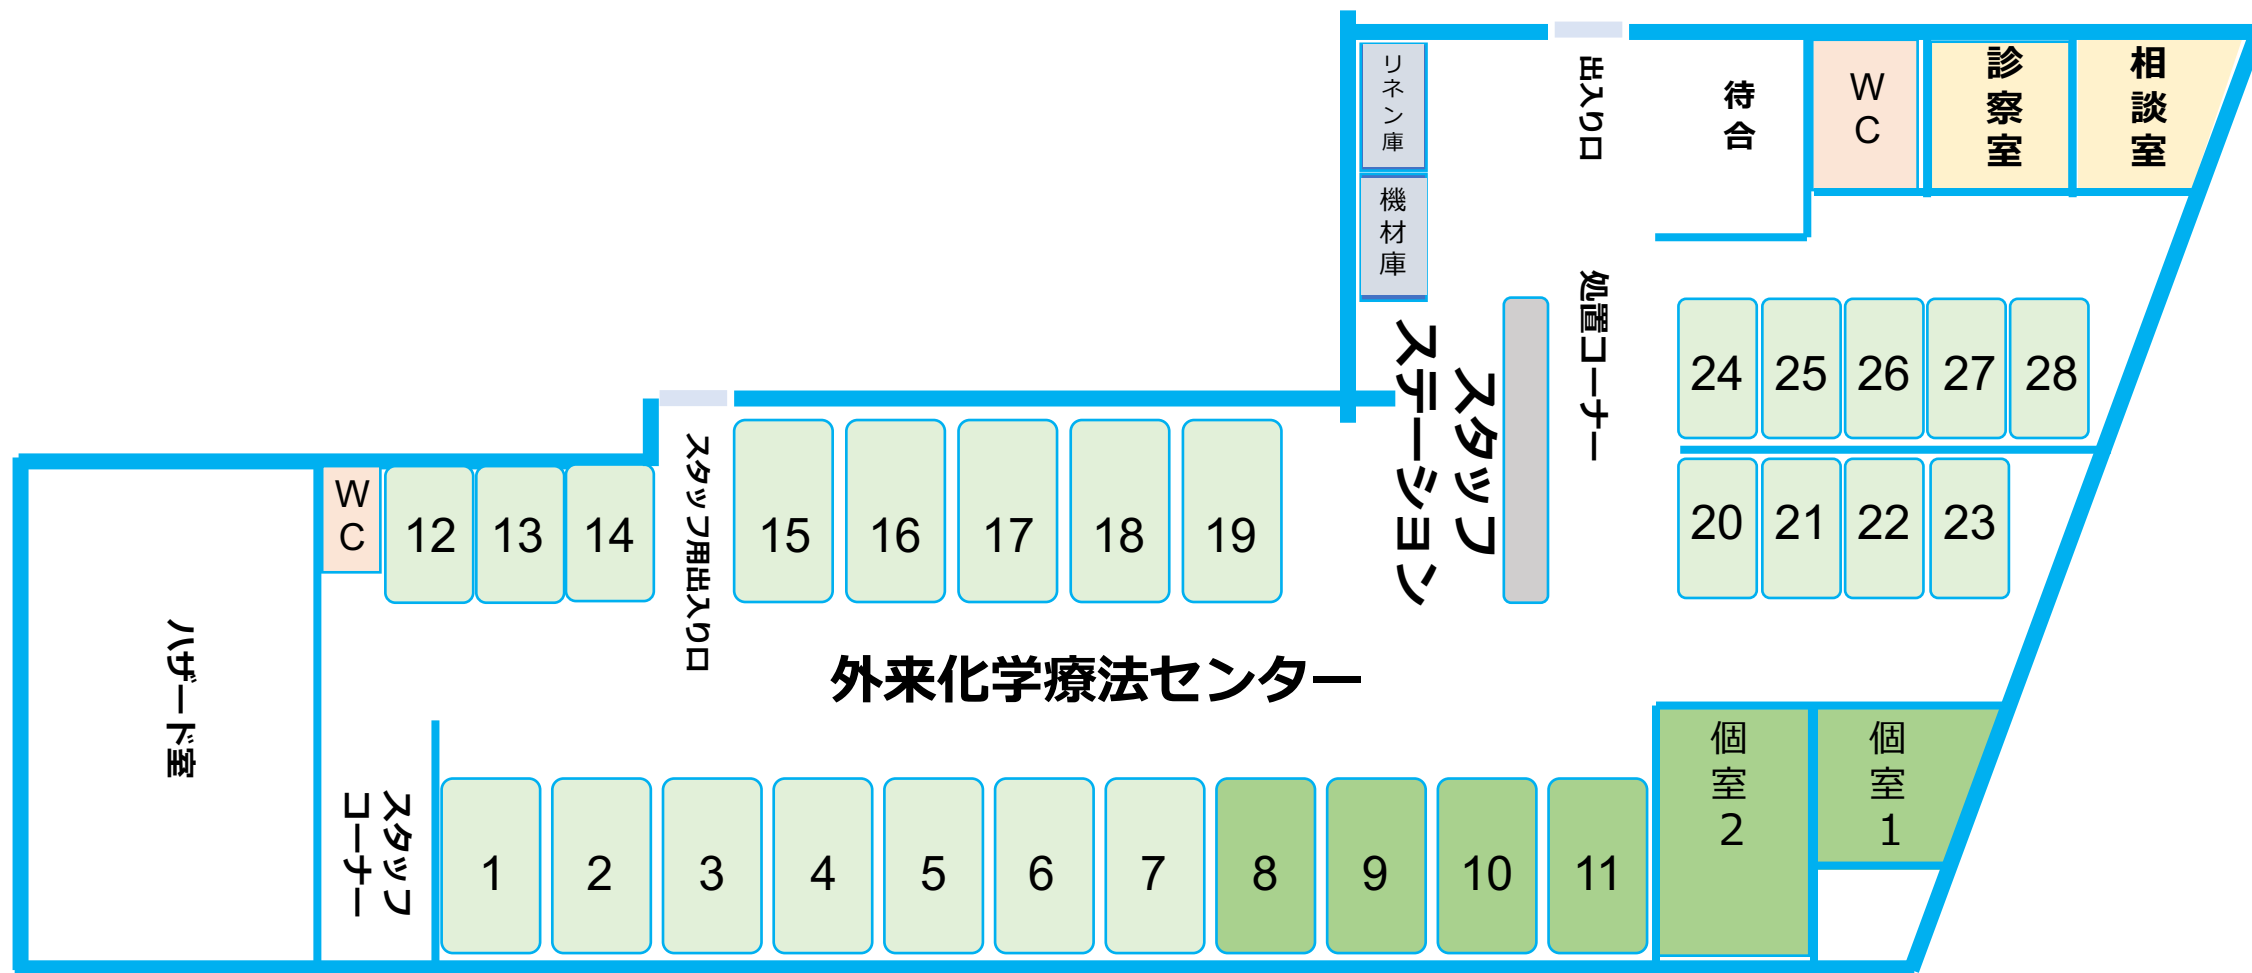 リネン庫
機材庫
出入り口
待合
WC
診察室
相談室
処置コーナー
スタッフ
ステーション
24
25
26
27
28
20
21
22
23
WC
12
13
14
スタッフ用出入り口
15
16
17
18
19
ハザード室
外来化学療法センター
スタッフ
コーナー
1
2
3
4
5
6
7
8
9
10
11
個室2
個室1